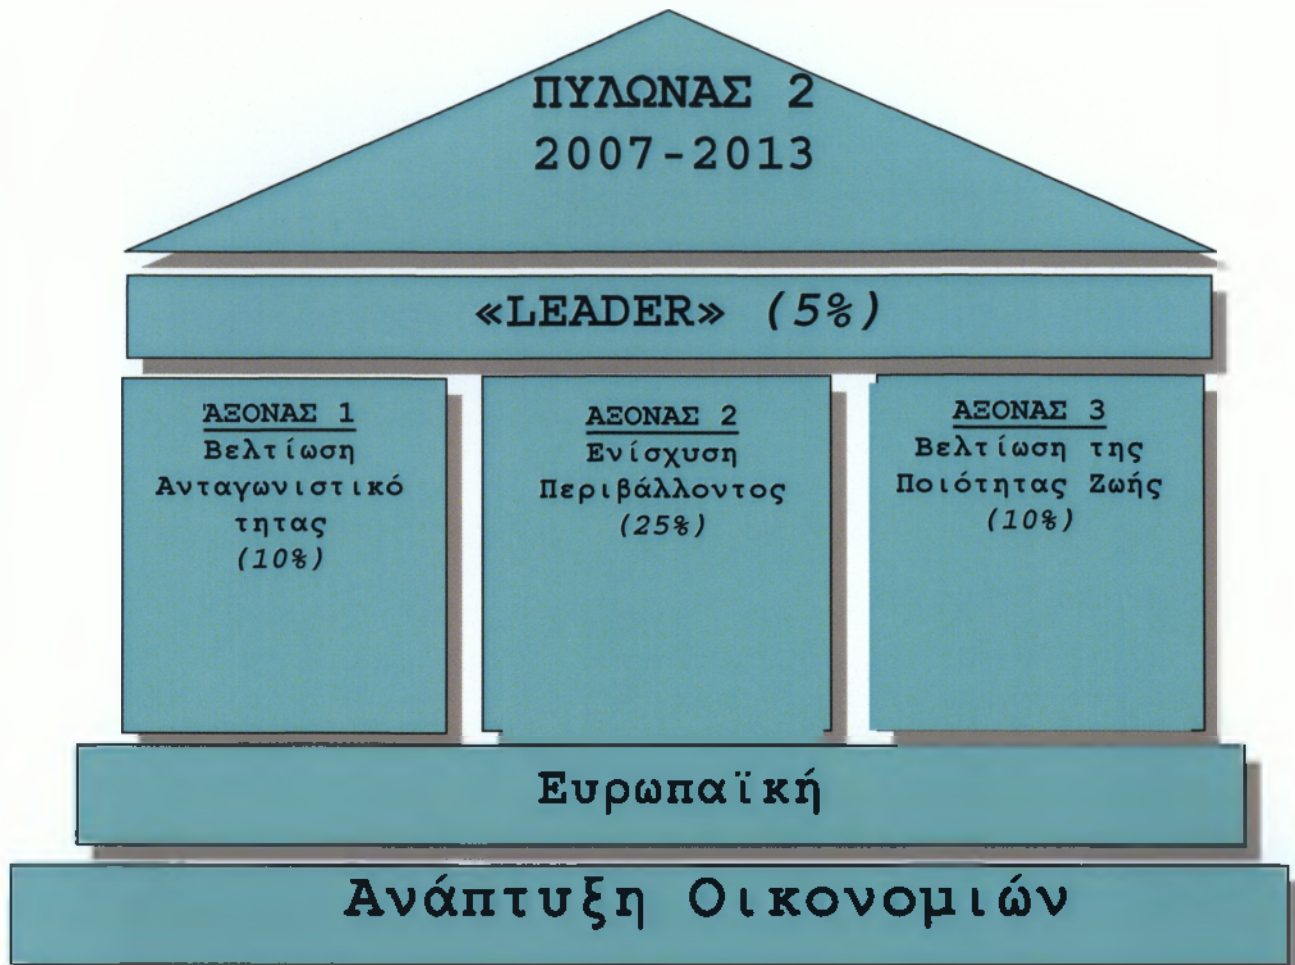 ΠΥΛΩΝΑΣ 2
2007-2013
«LEADER» (5%)
ΆΞΟΝΑΣ 1
Βελτίωση
Ανταγωνιστικό
τητας
(10%)
ΑΞΟΝΑΣ 2
Ενίσχυση
Περιβάλλοντος
(25%)
ΑΞΟΝΑΣ 3
Βελτίωση της
Ποιότητας Ζωής
(10%)
Ευρωπαϊκή
Ανάπτυξη Οικονομιών